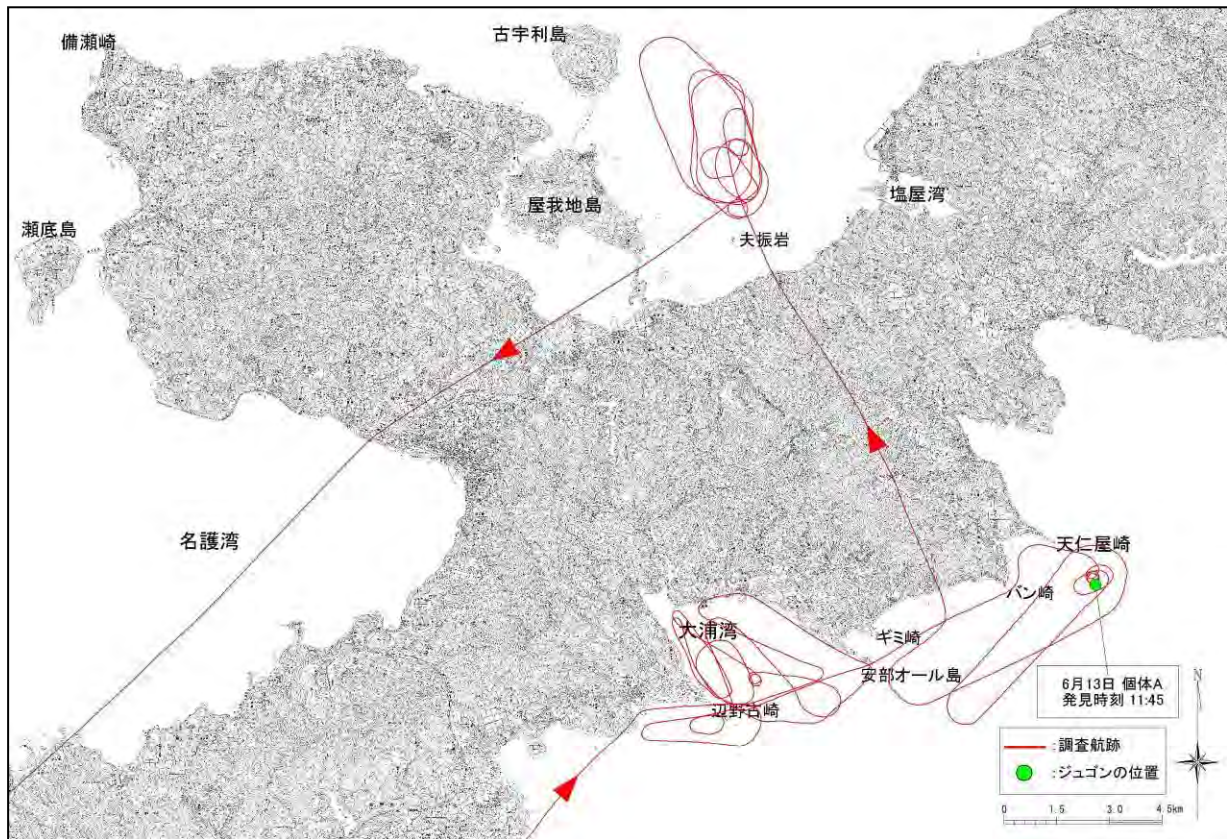 古宇利島
備瀬崎
屋我地島
塩屋湾
瀬底島
夫振岩
名護湾
天仁屋崎
バン崎
大浦湾
ギミ崎
安部オール島
辺野古崎
6月13日 個体A
発見時刻 11:45
N
:調査航跡
:ジュゴンの位置
0 1.5 3.0 4.5km